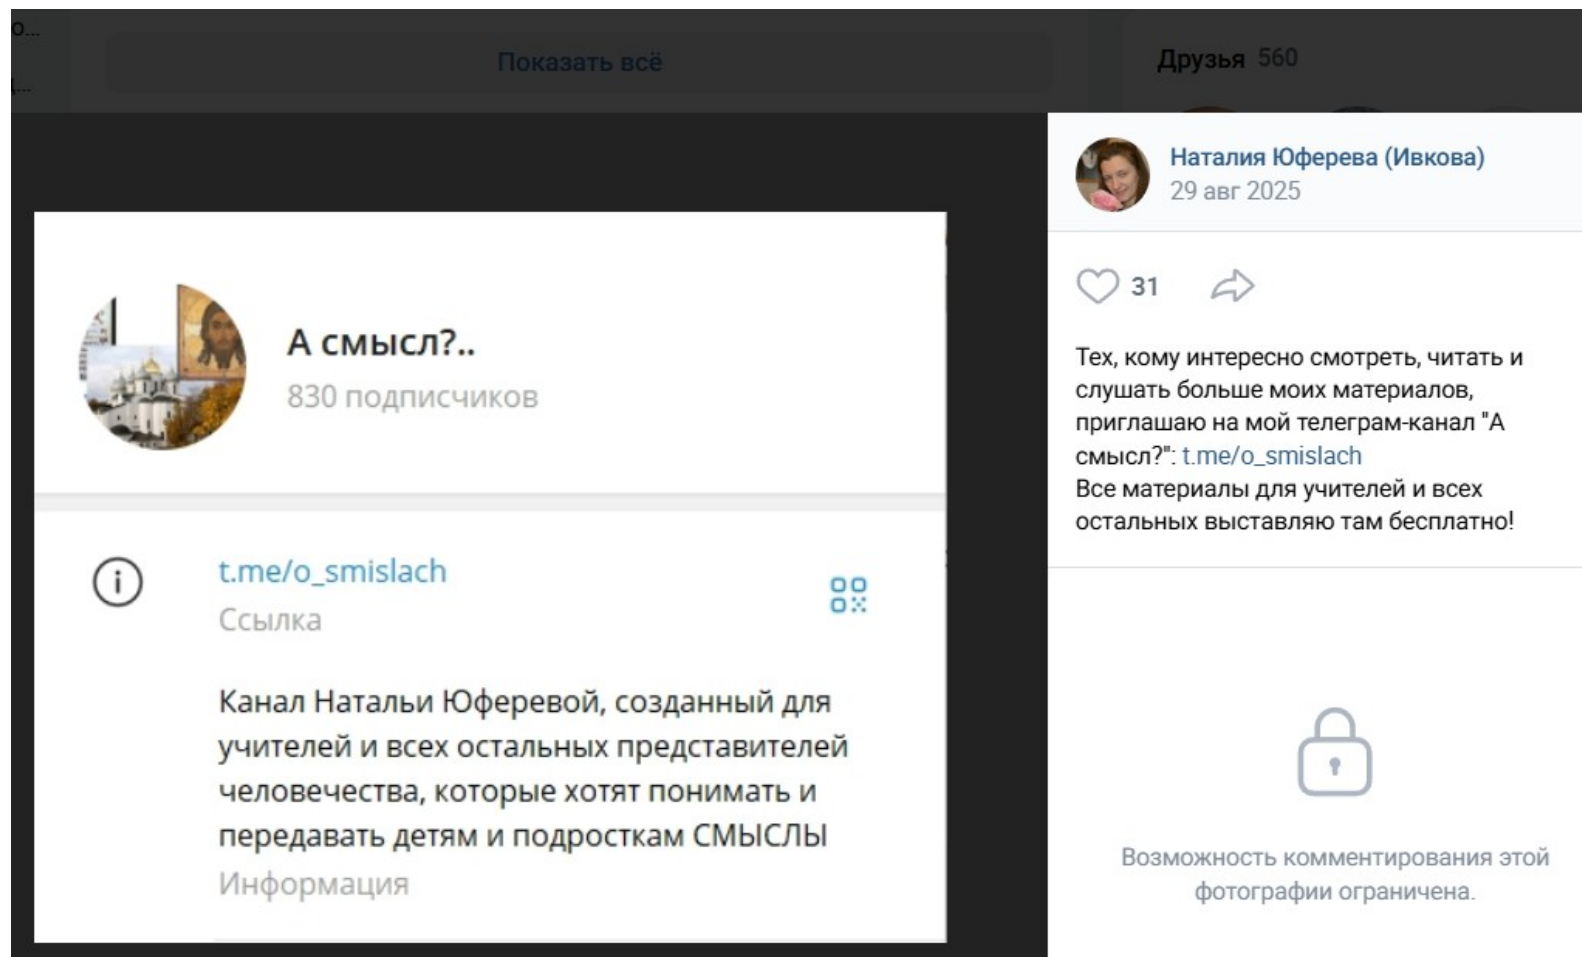 Показать всё
Друзья 560
А смысл?..
830 подписчиков
t.me/o_smislach
Ссылка
Канал Натальи Юферевой, созданный для
учителей и всех остальных представителей
человечества, которые хотят понимать и
передавать детям и подросткам СМЫСЛЫ
Информация
Наталия Юферева (Ивкова)
29 авг 2025
31
Тех, кому интересно смотреть, читать и
слушать больше моих материалов,
приглашаю на мой телеграм-канал "А
смысл?": t.me/o_smislach
Все материалы для учителей и всех
остальных выставляю там бесплатно!
Возможность комментирования этой
фотографии ограничена.